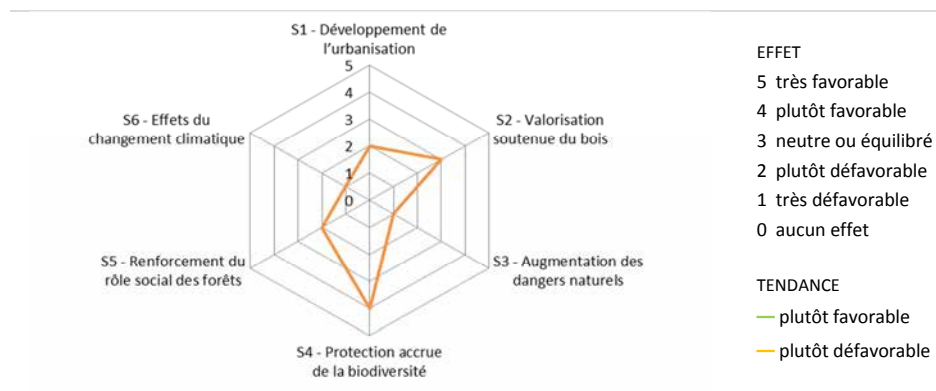 S1 - Développement de
l'urbanisation
5
4
3
2
1
0
S6 - Effets du
changement climatique
S2 - Valorisation
soutenue du bois
S5 - Renforcement du
rôle social des forêts
S3 - Augmentation des
dangers naturels
S4 - Protection accrue
de la biodiversité
EFFET
5 très favorable
4 plutôt favorable
3 neutre ou équilibré
2 plutôt défavorable
1 très défavorable
0 aucun effet
TENDANCE
plutôt favorable
plutôt défavorable